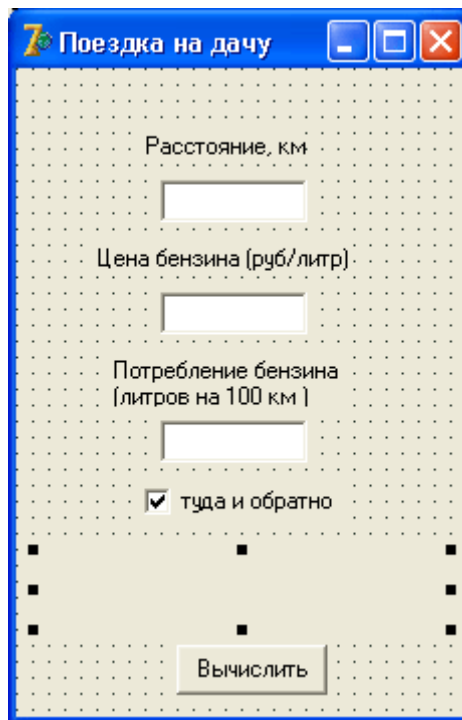 Поездка на дачу
Расстояние, км
Цена бензина (руб/литр)
Потребление бензина
(литров на 100 км )
туда и обратно
Вычислить